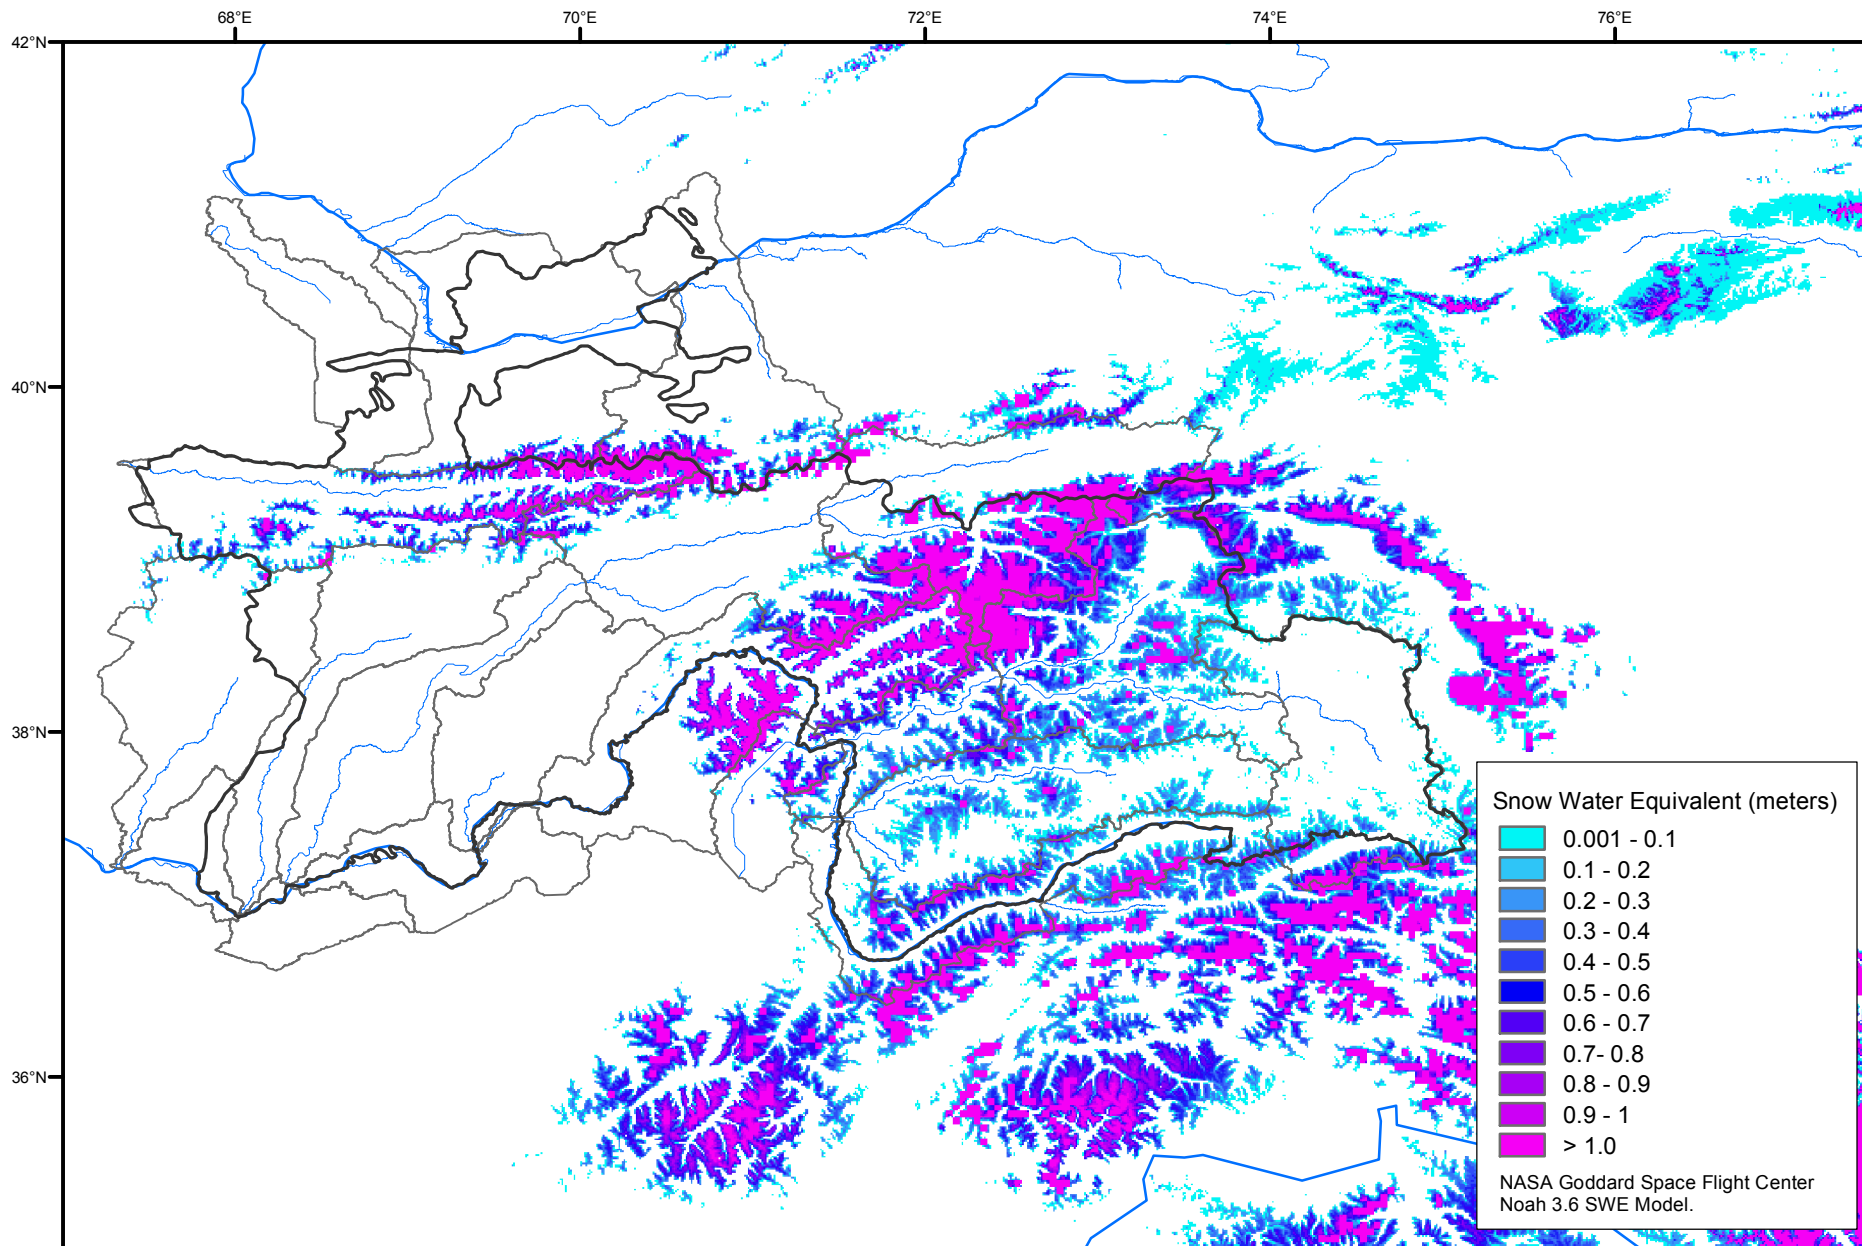 68°E
70°E
72°E
74°E
76°E
42°N
40°N
38°N
36°N
Snow Water Equivalent (meters)
0.001 - 0.1
0.1 - 0.2
0.2 - 0.3
0.3 - 0.4
0.4 - 0.5
0.5 - 0.6
0.6 - 0.7
0.7- 0.8
0.8 - 0.9
0.9 - 1
> 1.0
NASA Goddard Space Flight Center
Noah 3.6 SWE Model.